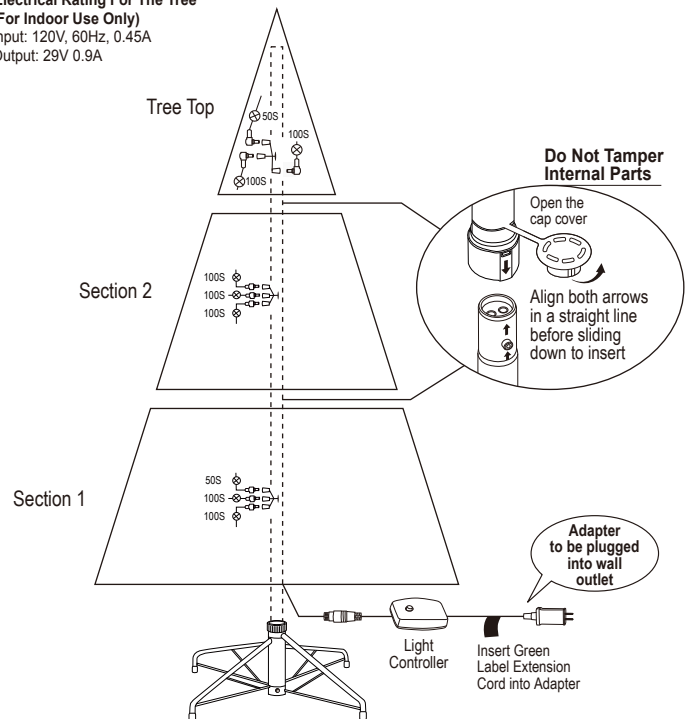 Electrical Rating For The Tree
(For Indoor Use Only)
Input: 120V, 60Hz, 0.45A
Output: 29V 0.9A
Tree Top
50S
100S
100S
Do Not Tamper
Internal Parts
Open the
cap cover
Align both arrows
in a straight line
before sliding
down to insert
Section 2
100S
100S
100S
Section 1
50S
100S
100S
Adapter
to be plugged
into wall
outlet
Light
Controller
Insert Green
Label Extension
Cord into Adapter